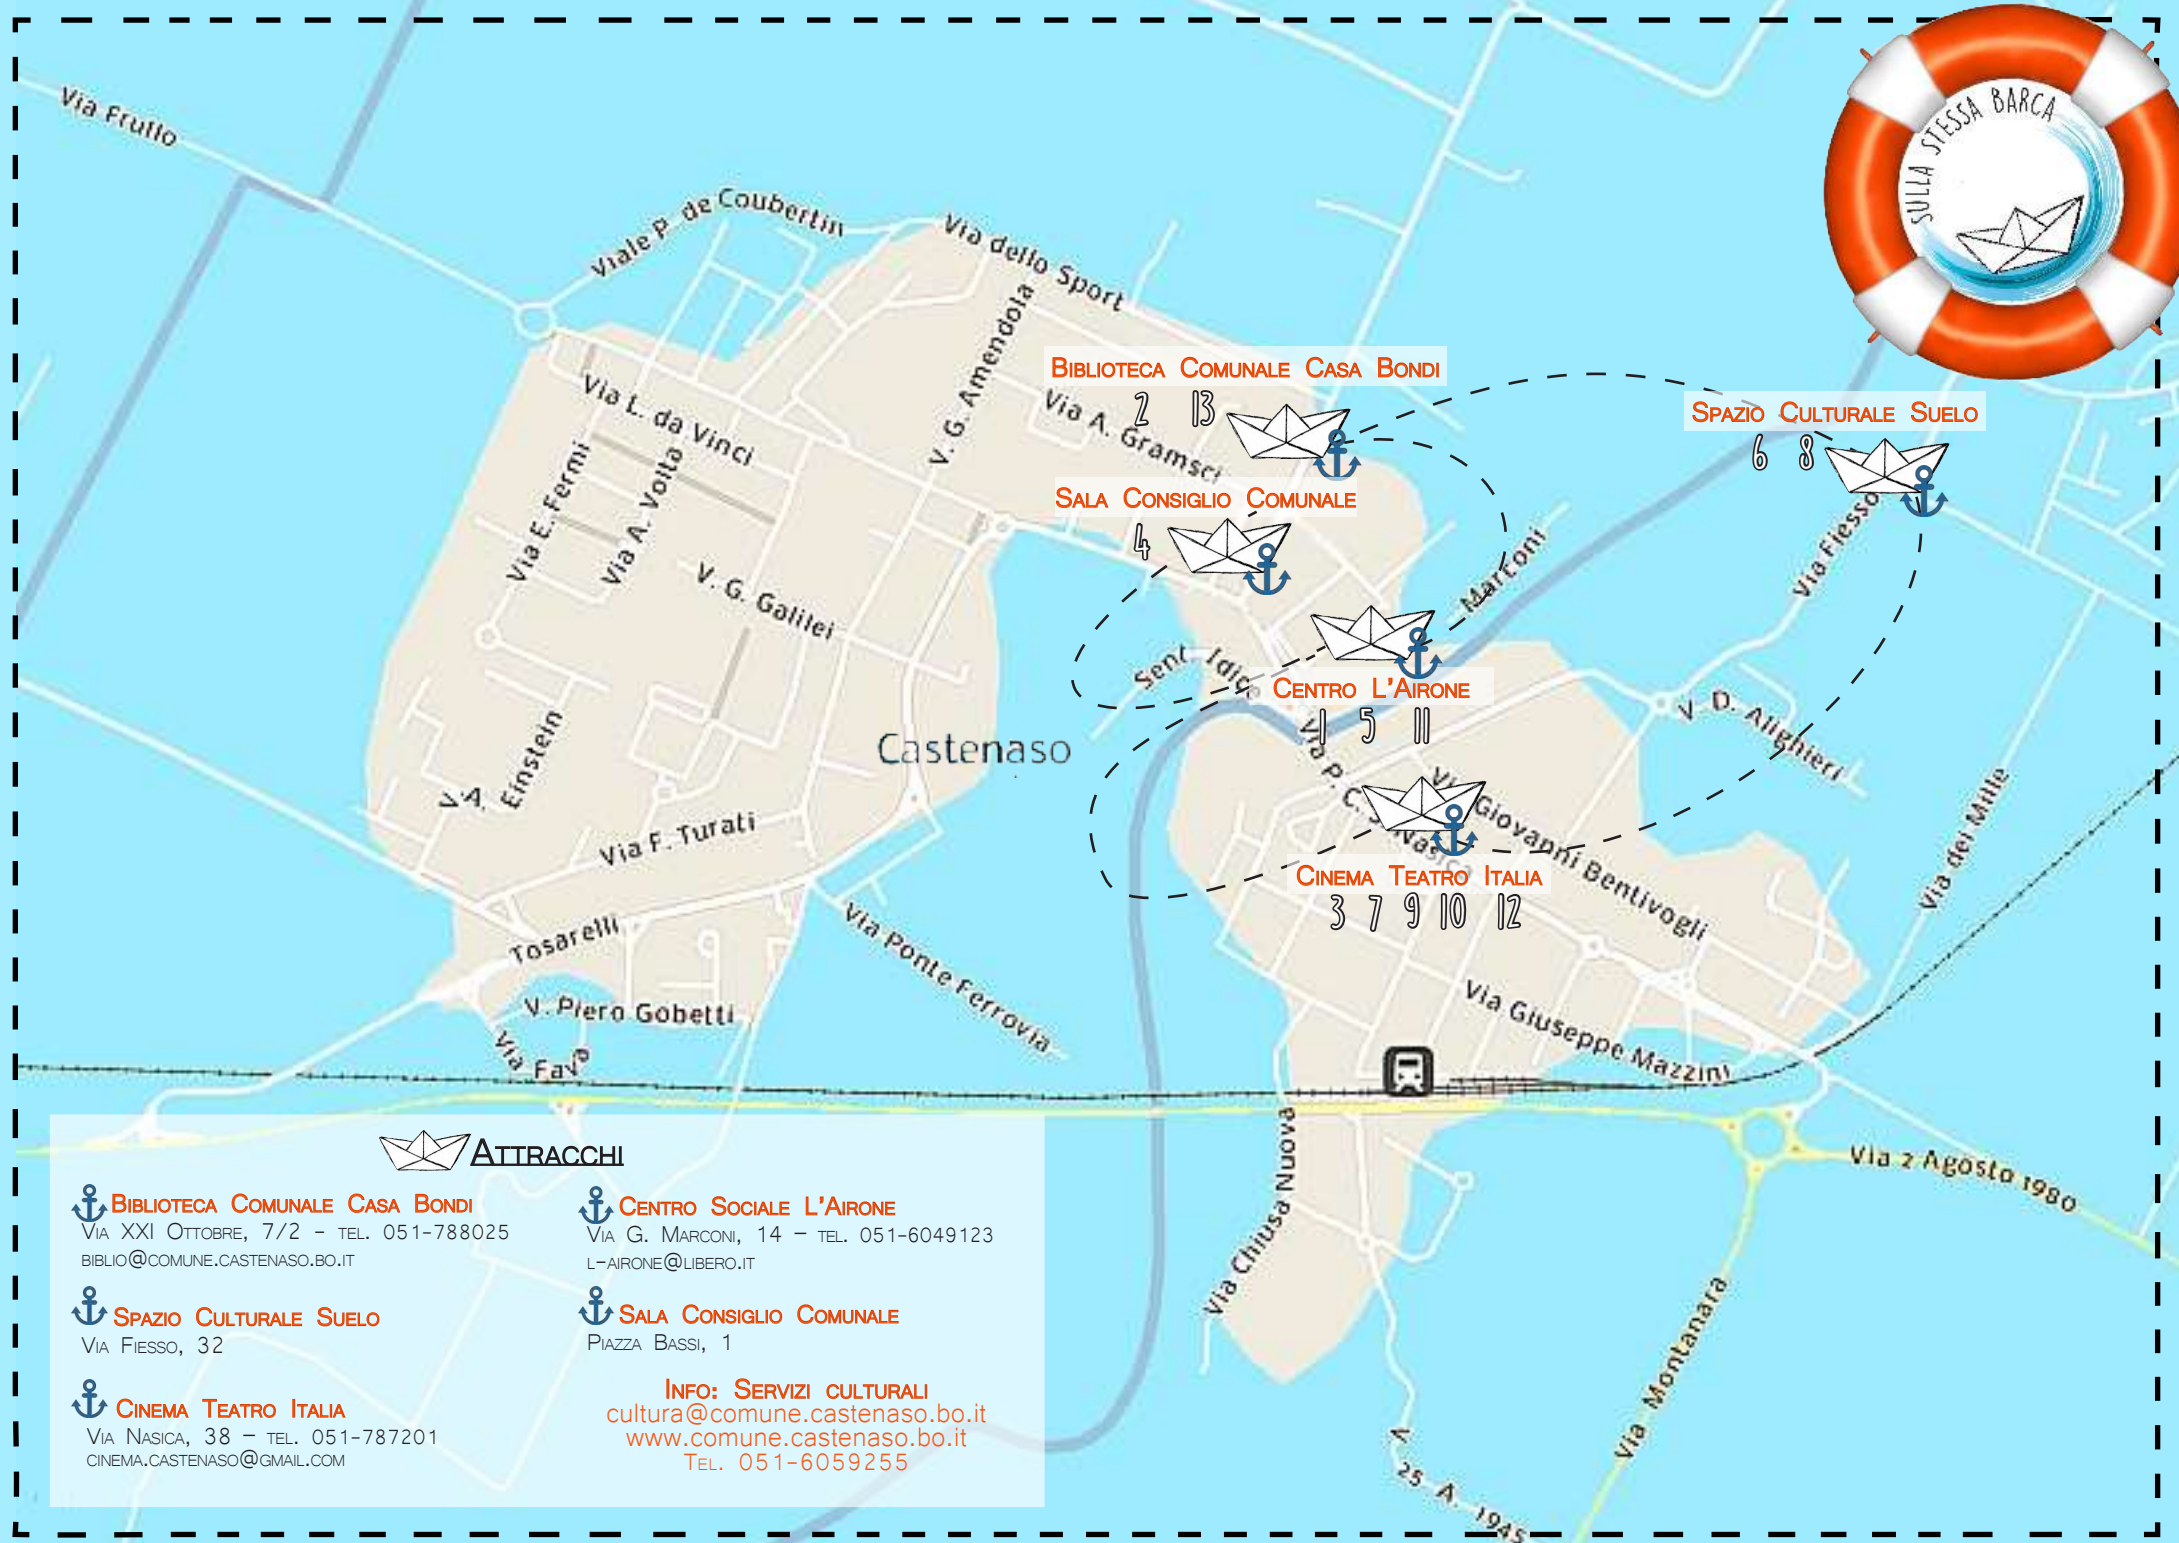 SULLA STESSA BARCA
Via Frullo
Viale P. de Coubertin
Via dello Sport
V. G. Amendola
Biblioteca Comunale Casa Bondi
2 13
Via L. da Vinci
Via A. Gramsci
Spazio Culturale Suelo
6 8
Via E. Fermi
Via A. Volta
Sala Consiglio Comunale
4
Marconi
Via Fiesso
V. G. Galilei
Sent. Idice
Centro L'Airone
1 5 11
V. D. Alighieri
Castenaso
V. A. Einstein
Via P. C. S. Nasica
Via Giovanni Bentivogli
Via dei Mille
Via F. Turati
Cinema Teatro Italia
3 7 9 10 12
Tosarelli
Via Ponte Ferrovia
V. Piero Gobetti
Via Fava
Via Giuseppe Mazzini
Via Chiusa Nuova
Via 2 Agosto 1980
Via Montanara
V. 25 A. 1945
Attracchi
Biblioteca Comunale Casa Bondi
Via XXI Ottobre, 7/2 - tel. 051-788025
biblio@comune.castenaso.bo.it
Spazio Culturale Suelo
Via Fiesso, 32
Cinema Teatro Italia
Via Nasica, 38 – tel. 051-787201
cinema.castenaso@gmail.com
Centro Sociale L'Airone
Via G. Marconi, 14 – tel. 051-6049123
l-airone@libero.it
Sala Consiglio Comunale
Piazza Bassi, 1
Info: Servizi culturali
cultura@comune.castenaso.bo.it
www.comune.castenaso.bo.it
Tel. 051-6059255